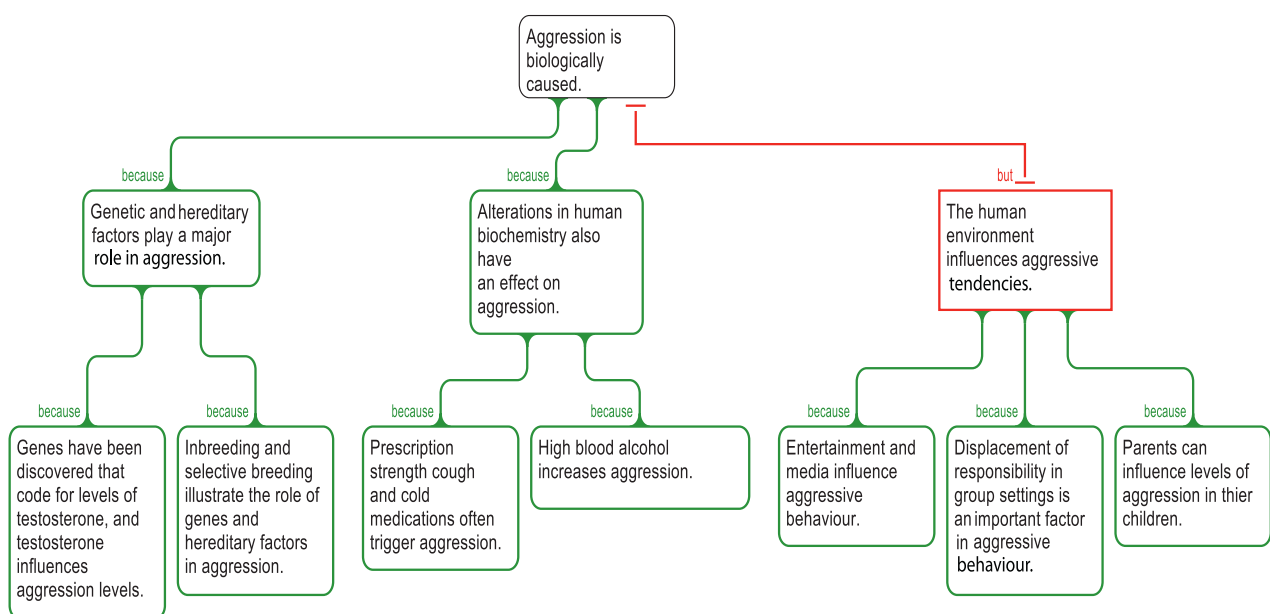 Aggression is
biologically
caused.
because
because
but
Genetic and hereditary
factors play a major
role in aggression.
Alterations in human
biochemistry also
have
an effect on
aggression.
The human
environment
influences aggressive
tendencies.
because
because
because
because
because
because
because
Genes have been
discovered that
code for levels of
testosterone, and
testosterone
influences
aggression levels.
Inbreeding and
selective breeding
illustrate the role of
genes and
hereditary factors
in aggression.
Prescription
strength cough
and cold
medications often
trigger aggression.
High blood alcohol
increases aggression.
Entertainment and
media influence
aggressive
behaviour.
Displacement of
responsibility in
group settings is
an important factor
in aggressive
behaviour.
Parents can
influence levels of
aggression in thier
children.